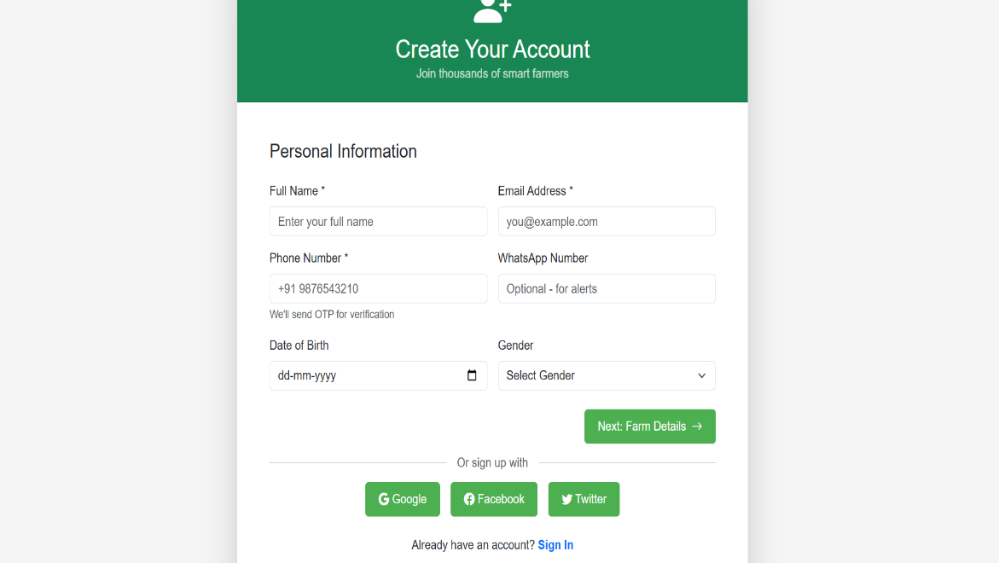 Create Your Account
Join thousands of smart farmers
Personal Information
Full Name * Email Address *
Enter your full name you@example.com
Phone Number * WhatsApp Number
+91 9876543210 Optional - for alerts
We'll send OTP for verification
Date of Birth Gender
dd-mm-yyyy Select Gender
Next: Farm Details →
Or sign up with
Google Facebook Twitter
Already have an account? Sign In